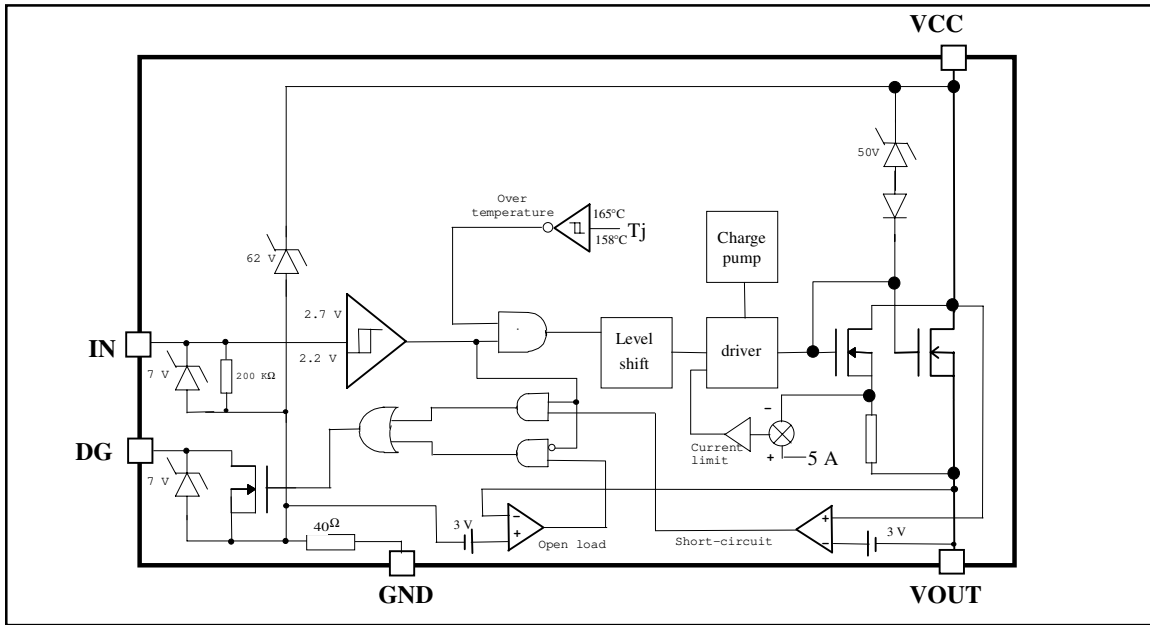 VCC
50V
Over
temperature
165°C
158°C
Tj
Charge
pump
62 V
2.7 V
2.2 V
IN
7 V
200 KΩ
Level
shift
driver
DG
7 V
Current
limit
−
+
5 A
40Ω
3 V
−
+
Open load
Short-circuit
+
−
3 V
GND
VOUT